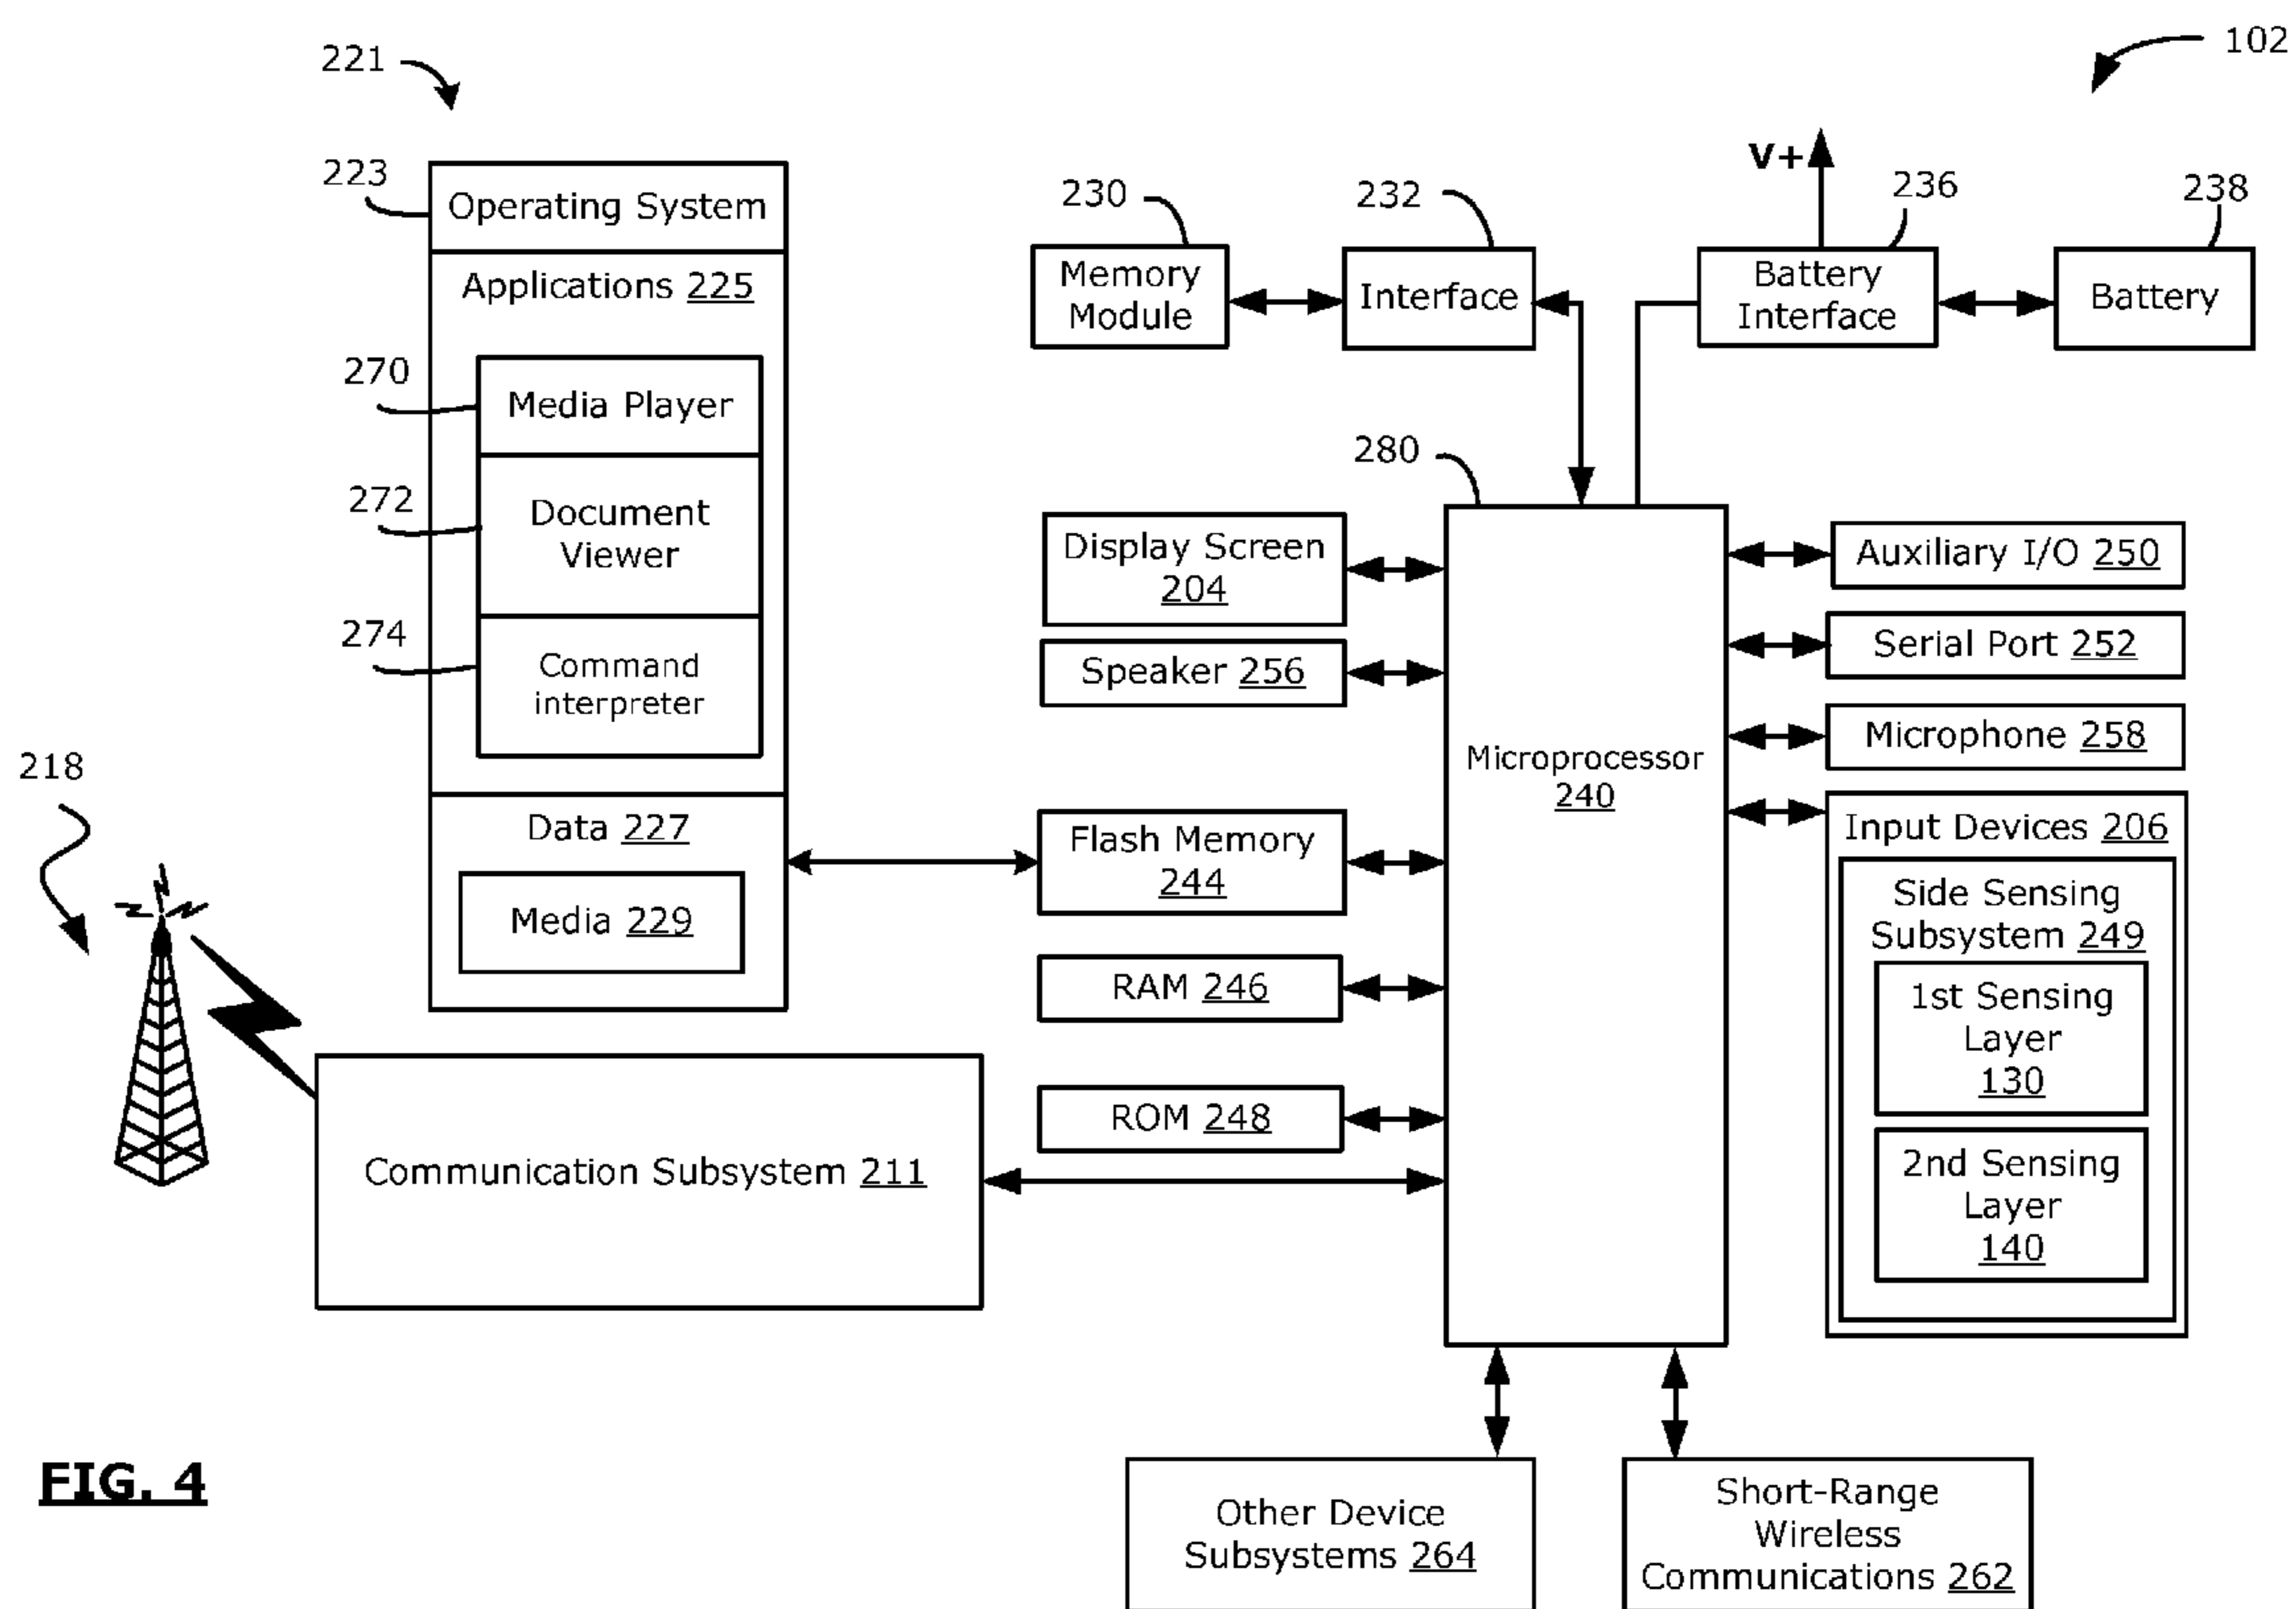 221
102
223
Operating System
Applications 225
270
Media Player
272
Document
Viewer
274
Command
interpreter
Data 227
Media 229
218
Communication Subsystem 211
230
Memory
Module
232
Interface
V+
236
Battery
Interface
238
Battery
280
Display Screen
204
Speaker 256
Flash Memory
244
RAM 246
ROM 248
Microprocessor
240
Auxiliary I/O 250
Serial Port 252
Microphone 258
Input Devices 206
Side Sensing
Subsystem 249
1st Sensing
Layer
130
2nd Sensing
Layer
140
Other Device
Subsystems 264
Short-Range
Wireless
Communications 262
FIG. 4